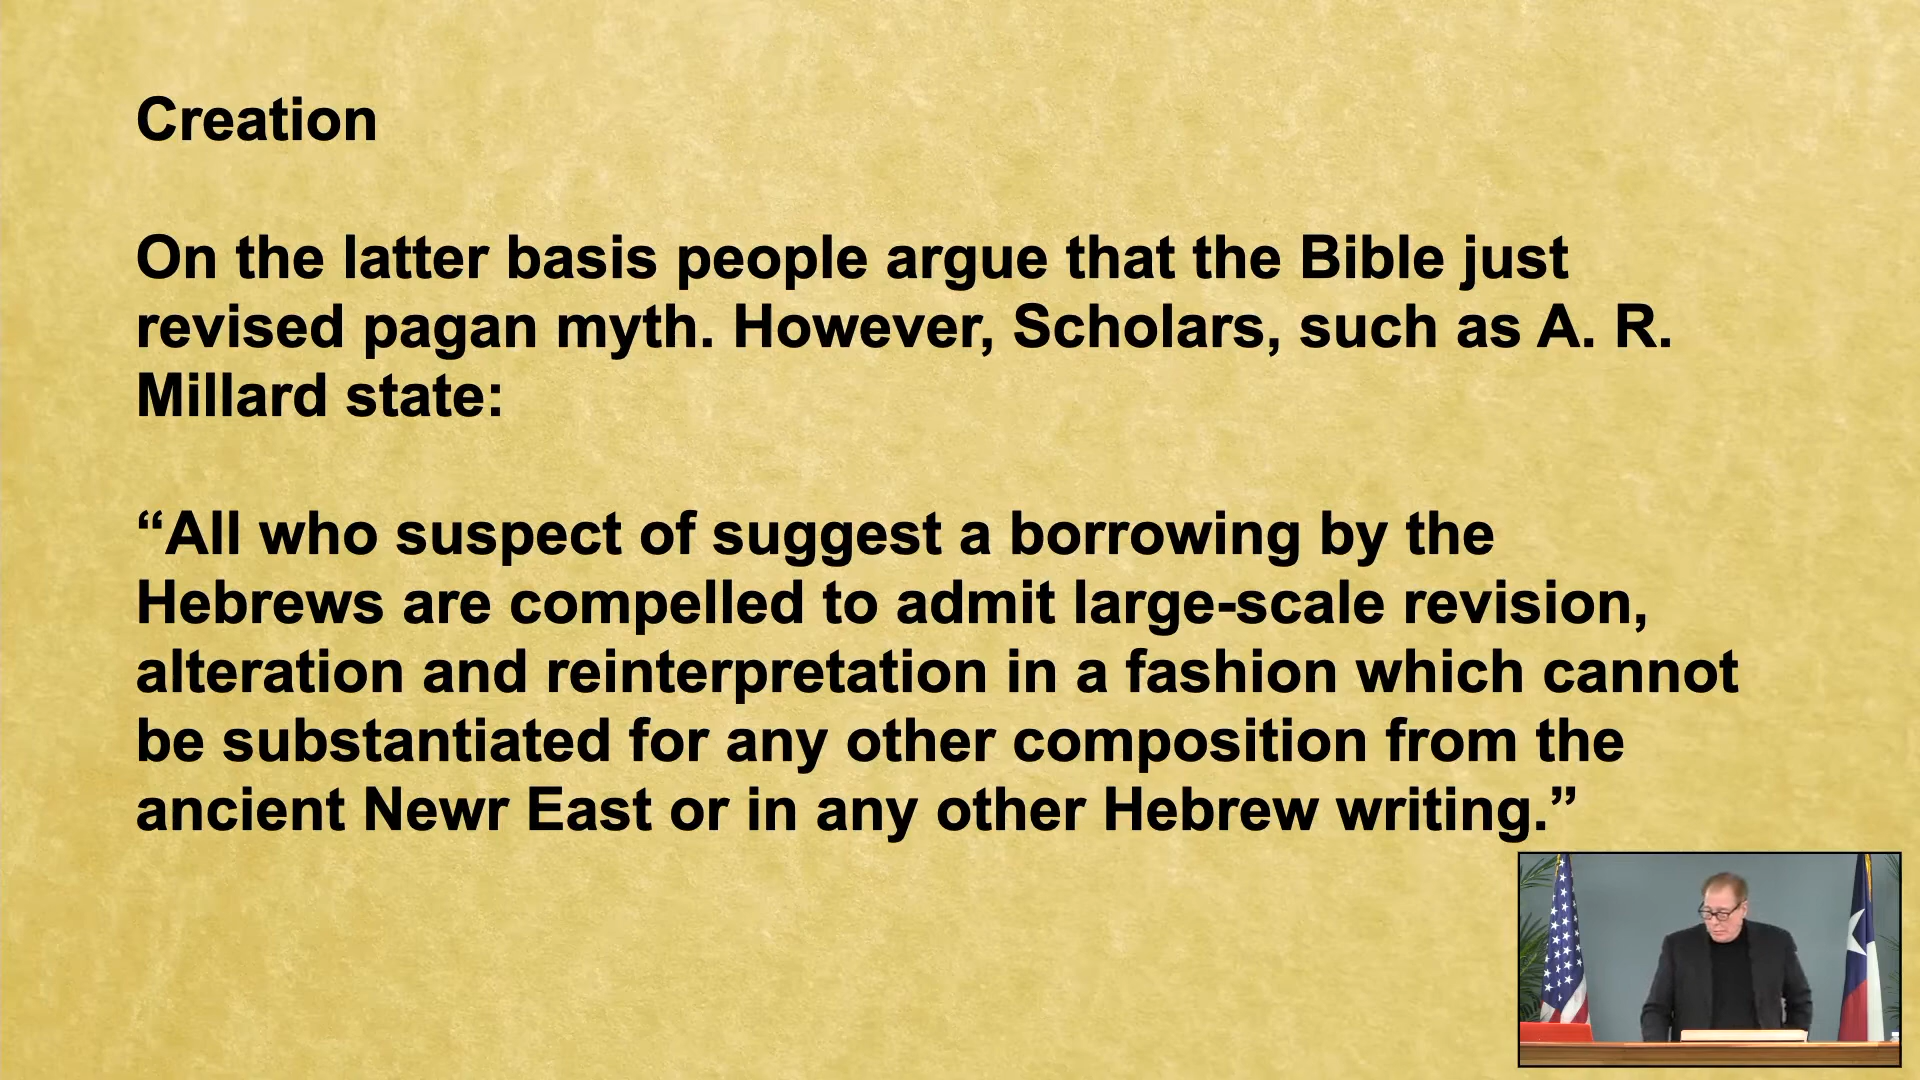 Creation
On the latter basis people argue that the Bible just
revised pagan myth. However, Scholars, such as A. R.
Millard state:
“All who suspect of suggest a borrowing by the
Hebrews are compelled to admit large-scale revision,
alteration and reinterpretation in a fashion which cannot
be substantiated for any other composition from the
ancient Newr East or in any other Hebrew writing.”